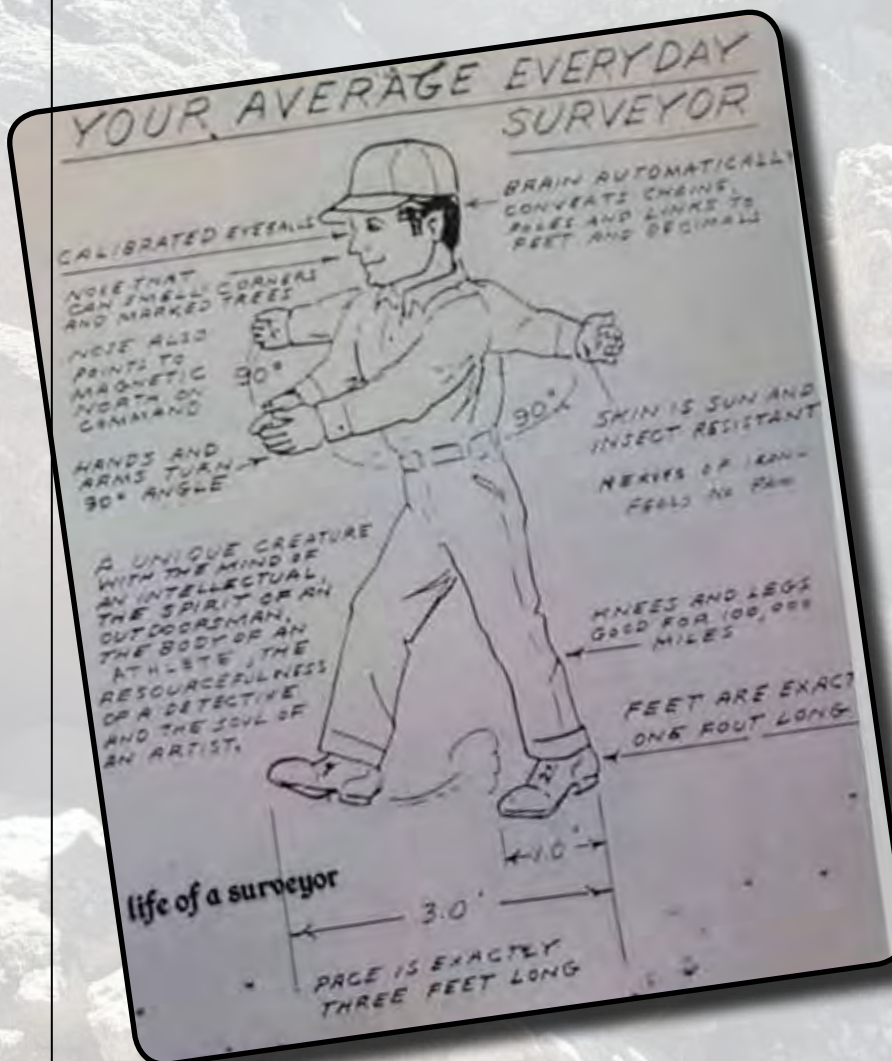 YOUR AVERAGE EVERYDAY
SURVEYOR
CALIBRATED EYEBALLS
NOSE THAT
CAN SMELL CORNERS
AND MARKED TREES
NOSE ALSO
POINTS TO
MAGNETIC
NORTH ON
COMMAND
HANDS AND
ARMS TURN
90° ANGLE
A UNIQUE CREATURE
WITH THE MIND OF
AN INTELLECTUAL,
THE SPIRIT OF AN
OUTDOORSMAN,
THE BODY OF AN
ATHLETE, THE
RESOURCEFULNESS
OF A DETECTIVE
AND THE SOUL OF
AN ARTIST.
BRAIN AUTOMATICALLY
CONVERTS CHAINS,
POLES AND LINKS TO
FEET AND DECIMALS
90°
90°
SKIN IS SUN AND
INSECT RESISTANT
NERVES OF IRON-
FEELS NO PAIN
KNEES AND LEGS
GOOD FOR 100,000
MILES
FEET ARE EXACT
ONE FOOT LONG
1.0'
3.0'
life of a surveyor
PACE IS EXACTLY
THREE FEET LONG